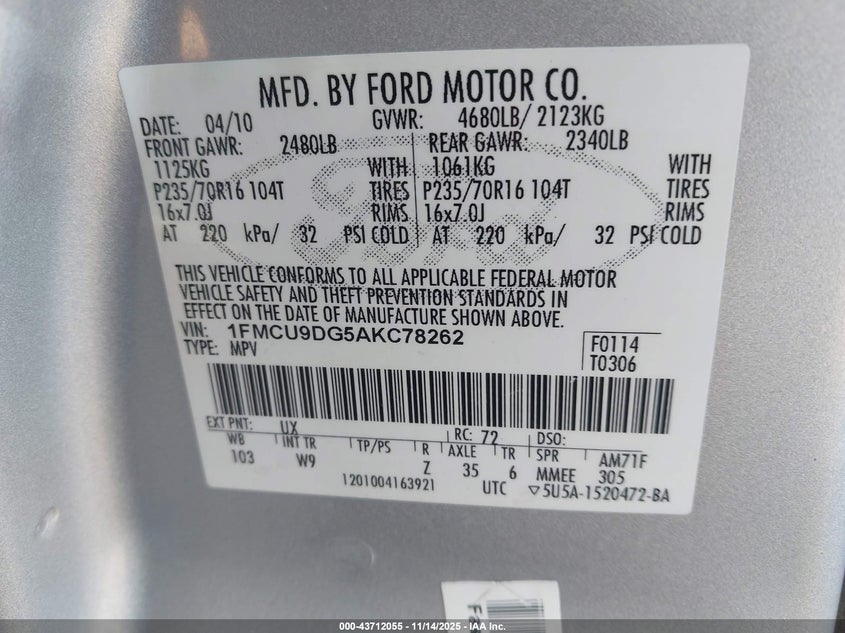 MFD. BY FORD MOTOR CO.
DATE: 04/10 GVWR: 4680LB/ 2123KG
FRONT GAWR: 2480LB REAR GAWR: 2340LB
1125KG WITH 1061KG WITH
P235/70R16 104T TIRES P235/70R16 104T TIRES
16x7.0J RIMS 16x7.0J RIMS
AT 220 kPa/ 32 PSI COLD AT 220 kPa/ 32 PSI COLD
THIS VEHICLE CONFORMS TO ALL APPLICABLE FEDERAL MOTOR
VEHICLE SAFETY AND THEFT PREVENTION STANDARDS IN
EFFECT ON THE DATE OF MANUFACTURE SHOWN ABOVE.
VIN: 1FMCU9DG5AKC78262 F0114
TYPE: MPV T0306
EXT PNT: UX RC: 72 DSO:
WB INT TR TP/PS R AXLE TR SPR AM71F
103 W9 Z 35 6 MMEE 305
1201004163921 UTC ▽5U5A-1520472-BA
000-43712055 - 11/14/2025 - IAA Inc.